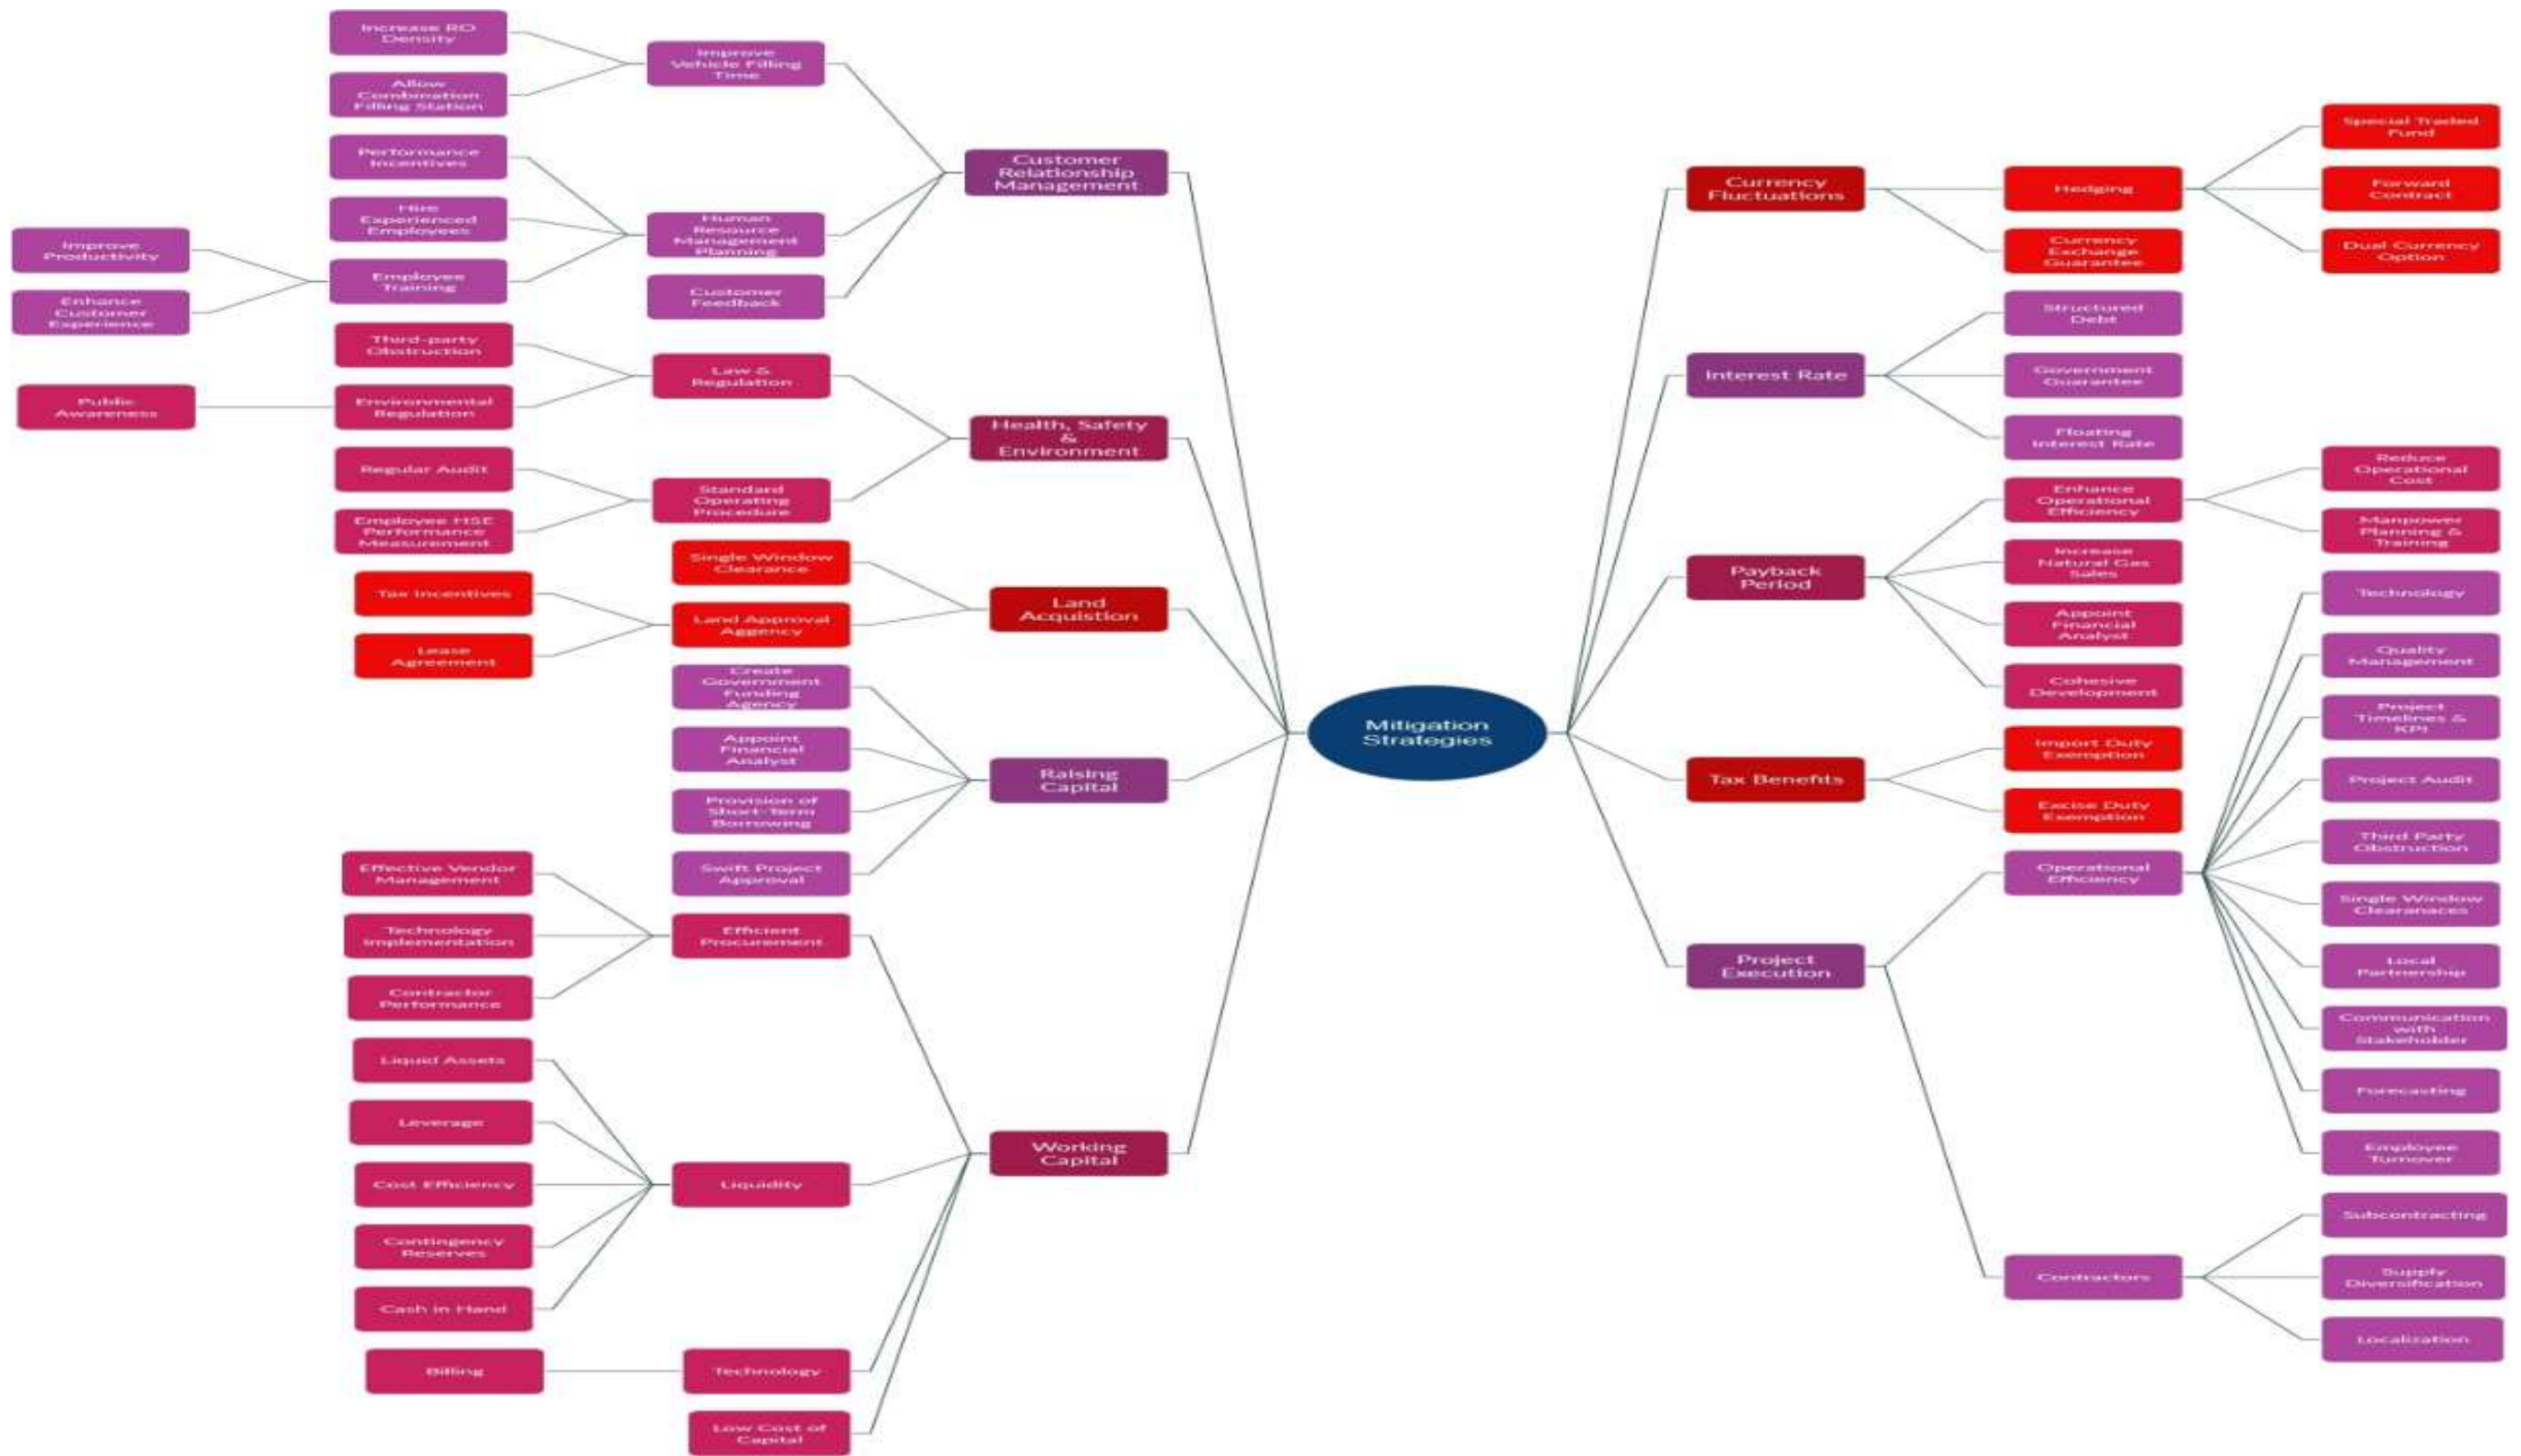 Increase RO
Density
Allow
Combination
Filling Station
Improve
Vehicle Filling
Time
Performance
Incentives
Hire
Experienced
Employees
Employee
Training
Improve
Productivity
Enhance
Customer
Experience
Human
Resource
Management
Planning
Customer
Feedback
Customer
Relationship
Management
Third-party
Obstruction
Environmental
Regulation
Public
Awareness
Law &
Regulation
Regular Audit
Employee HSE
Performance
Measurement
Standard
Operating
Procedure
Health, Safety
&
Environment
Single Window
Clearance
Tax Incentives
Lease
Agreement
Land Approval
Aggency
Land
Acquistion
Create
Government
Funding
Agency
Appoint
Financial
Analyst
Provision of
Short-Term
Borrowing
Swift Project
Approval
Raising
Capital
Effective Vendor
Management
Technology
Implementation
Contractor
Performance
Efficient
Procurement
Liquid Assets
Leverage
Cost Efficiency
Contingency
Reserves
Cash in Hand
Liquidity
Billing
Technology
Low Cost of
Capital
Working
Capital
Mitigation
Strategies
Currency
Fluctuations
Hedging
Currency
Exchange
Guarantee
Special Traded
Fund
Forward
Contract
Dual Currency
Option
Interest Rate
Structured
Debt
Government
Guarantee
Floating
Interest Rate
Payback
Period
Enhance
Operational
Efficiency
Reduce
Operational
Cost
Manpower
Planning &
Training
Increase
Natural Gas
Sales
Appoint
Financial
Analyst
Cohesive
Development
Tax Benefits
Import Duty
Exemption
Excise Duty
Exemption
Project
Execution
Operational
Efficiency
Technology
Quality
Management
Project
Timelines &
KPI
Project Audit
Third Party
Obstruction
Single Window
Clearanaces
Local
Partnership
Communication
with
Stakeholder
Forecasting
Employee
Turnover
Contractors
Subcontracting
Supply
Diversification
Localization